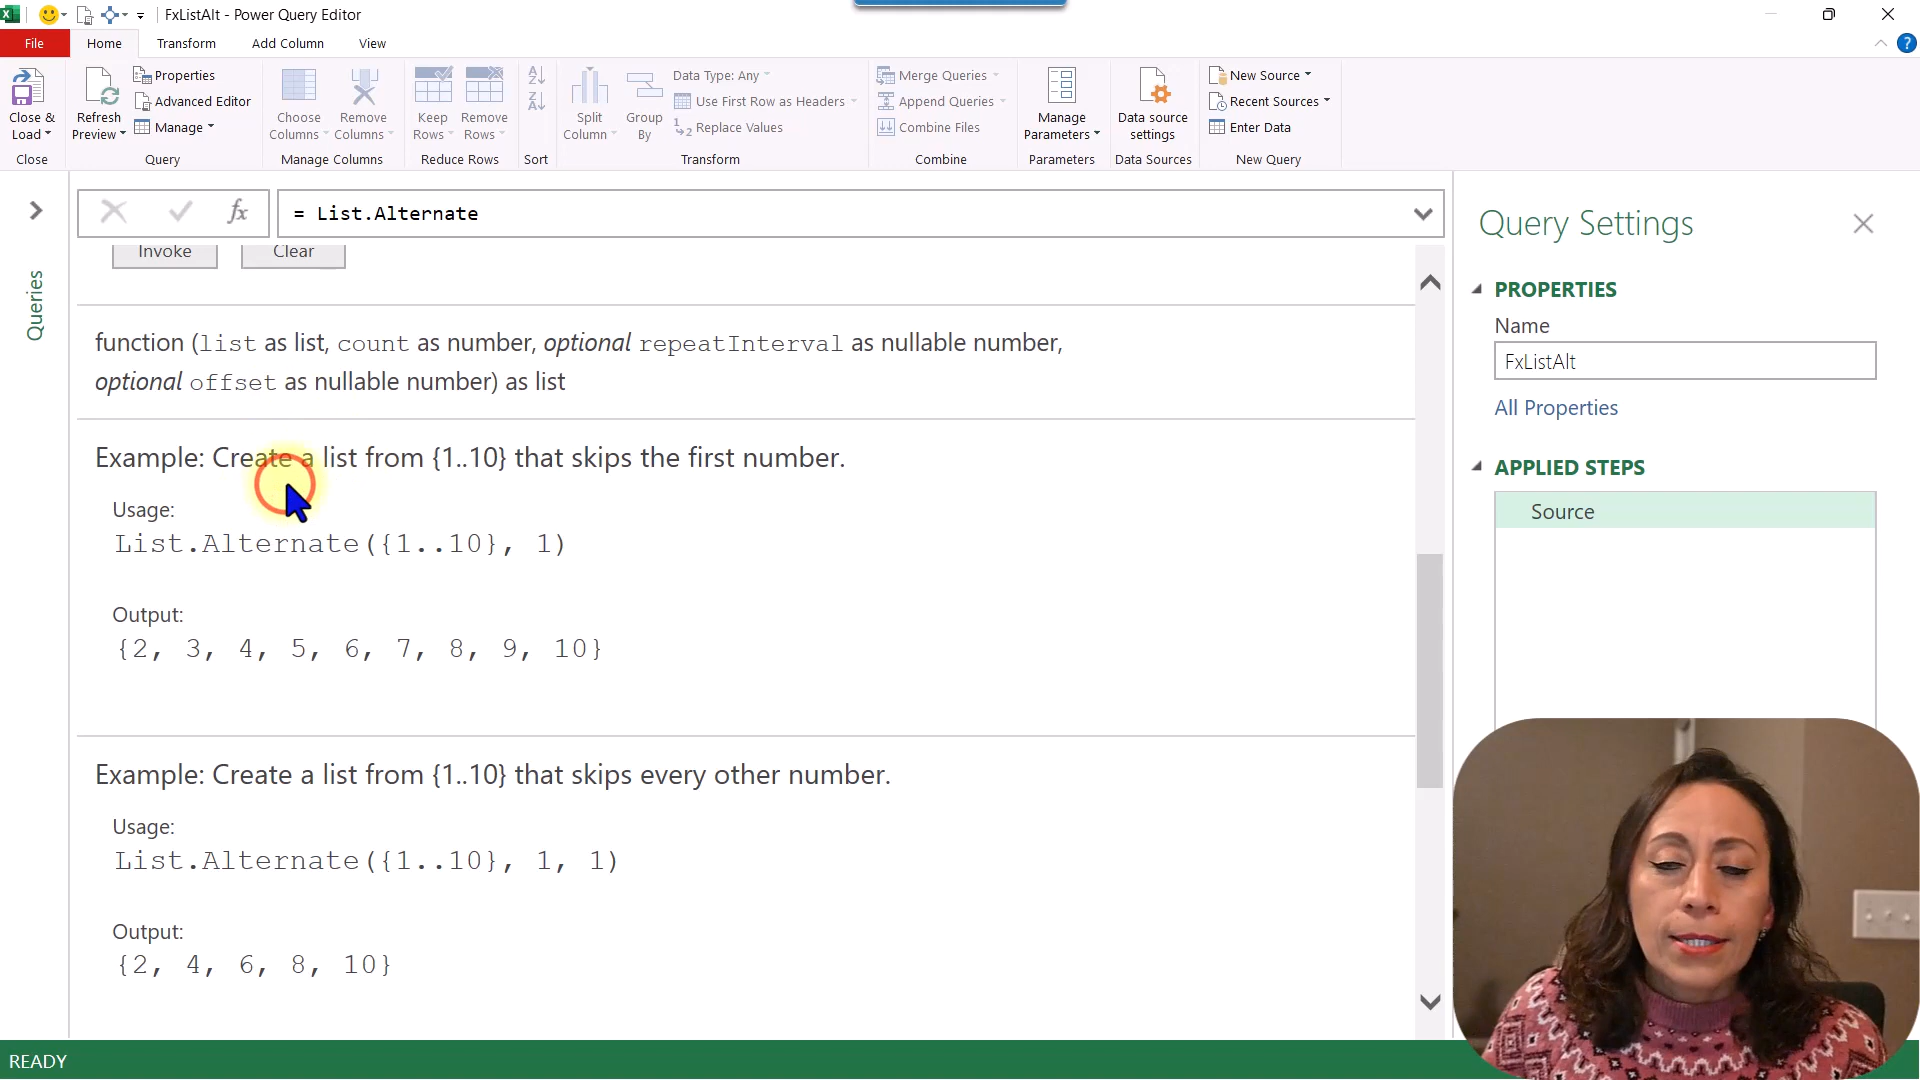 FxListAlt - Power Query Editor
File Home Transform Add Column View
Close & Load
Close
Refresh Preview
Properties
Advanced Editor
Manage
Query
Choose Columns
Remove Columns
Manage Columns
Keep Rows
Remove Rows
Reduce Rows
Sort
Split Column
Group By
Data Type: Any
Use First Row as Headers
Replace Values
Transform
Merge Queries
Append Queries
Combine Files
Combine
Manage Parameters
Parameters
Data source settings
Data Sources
New Source
Recent Sources
Enter Data
New Query
Queries
fx
= List.Alternate
Invoke Clear
function (list as list, count as number, optional repeatInterval as nullable number,
optional offset as nullable number) as list
Example: Create a list from {1..10} that skips the first number.
Usage:
List.Alternate({1..10}, 1)
Output:
{2, 3, 4, 5, 6, 7, 8, 9, 10}
Example: Create a list from {1..10} that skips every other number.
Usage:
List.Alternate({1..10}, 1, 1)
Output:
{2, 4, 6, 8, 10}
Query Settings
PROPERTIES
Name
FxListAlt
All Properties
APPLIED STEPS
Source
READY